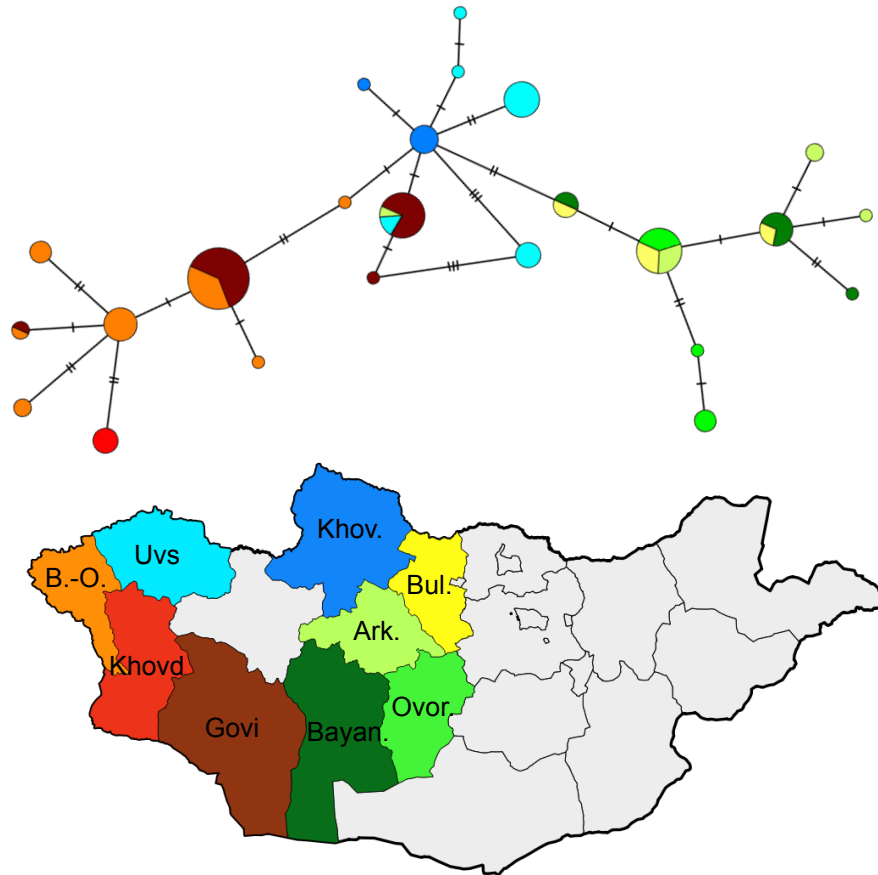 Khov.
Uvs
B.-O.
Bul.
Ark.
Khovd
Ovor.
Govi
Bayan.